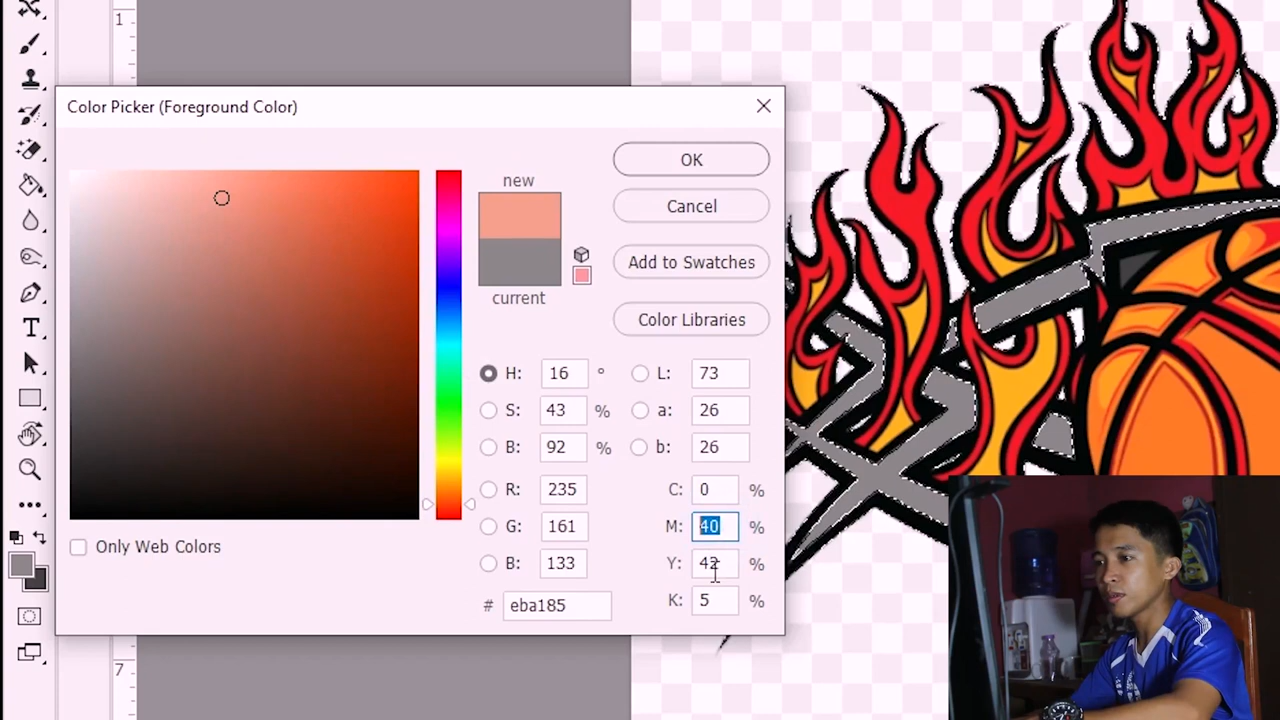 1
Color Picker (Foreground Color)
new
current
OK
Cancel
Add to Swatches
Color Libraries
H: 16 °
S: 43 %
B: 92 %
R: 235
G: 161
B: 133
# eba185
L: 73
a: 26
b: 26
C: 0 %
M: 40 %
Y: 42 %
K: 5 %
Only Web Colors
T
7